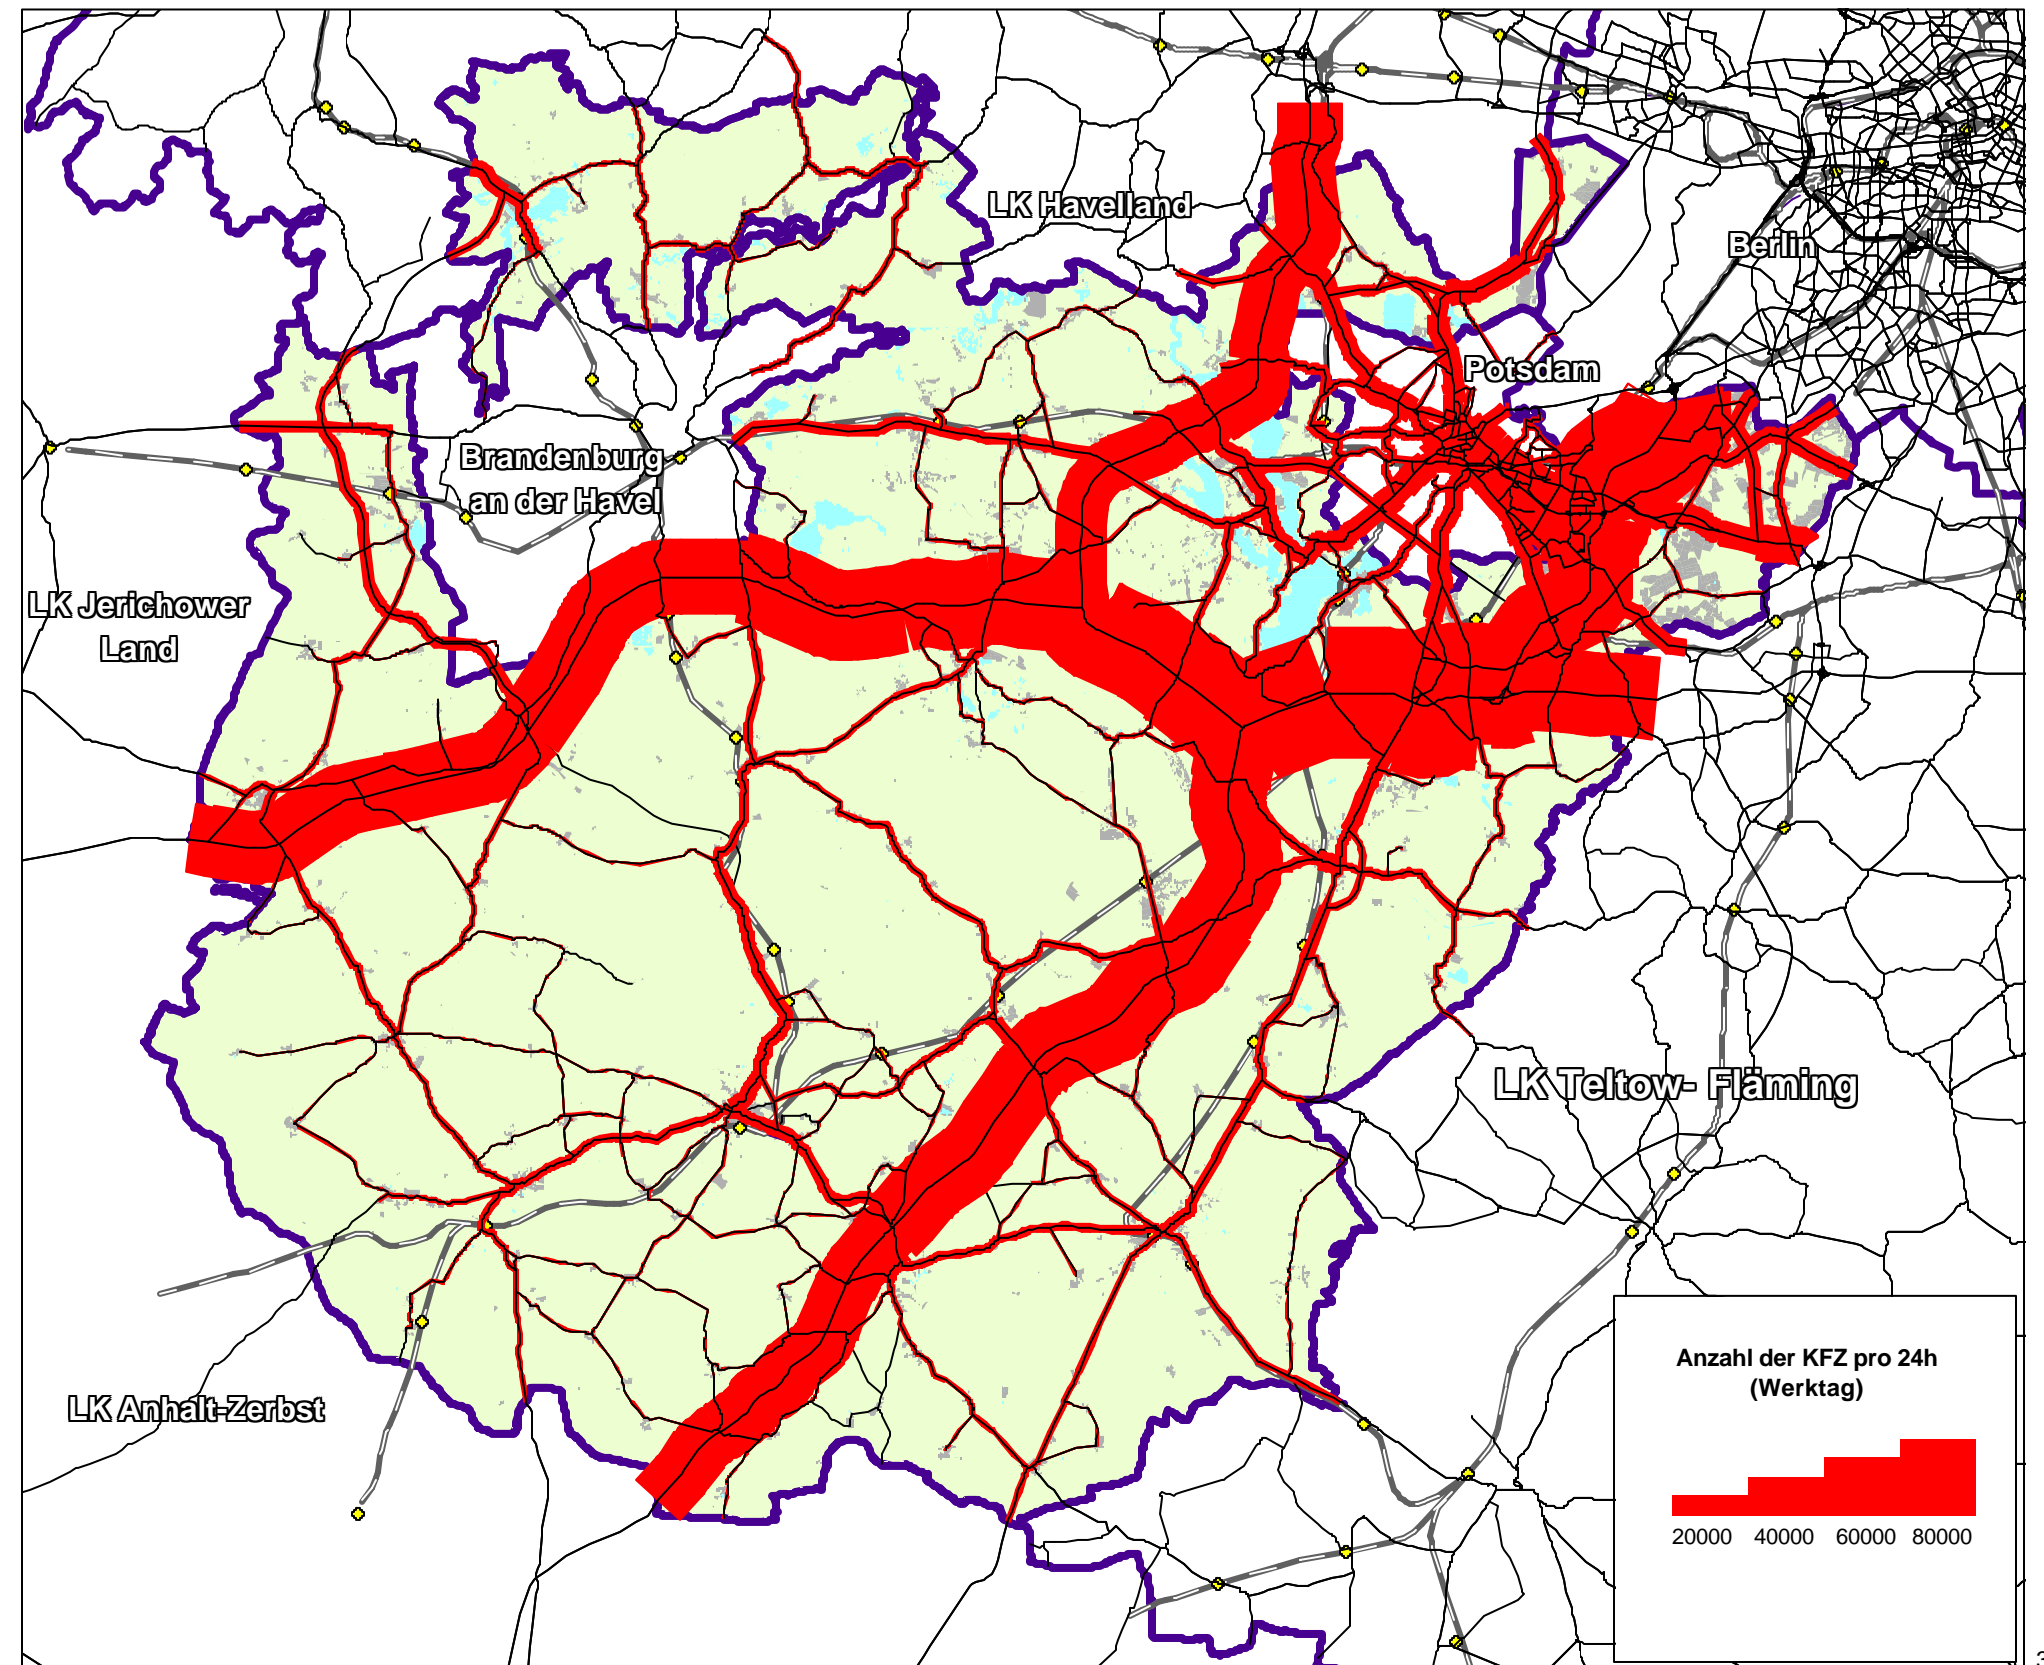 LK Havelland
Berlin
Potsdam
Brandenburg
an der Havel
LK Jerichower
Land
LK Teltow- Fläming
LK Anhalt-Zerbst
Anzahl der KFZ pro 24h
(Werktag)
20000 40000 60000 80000